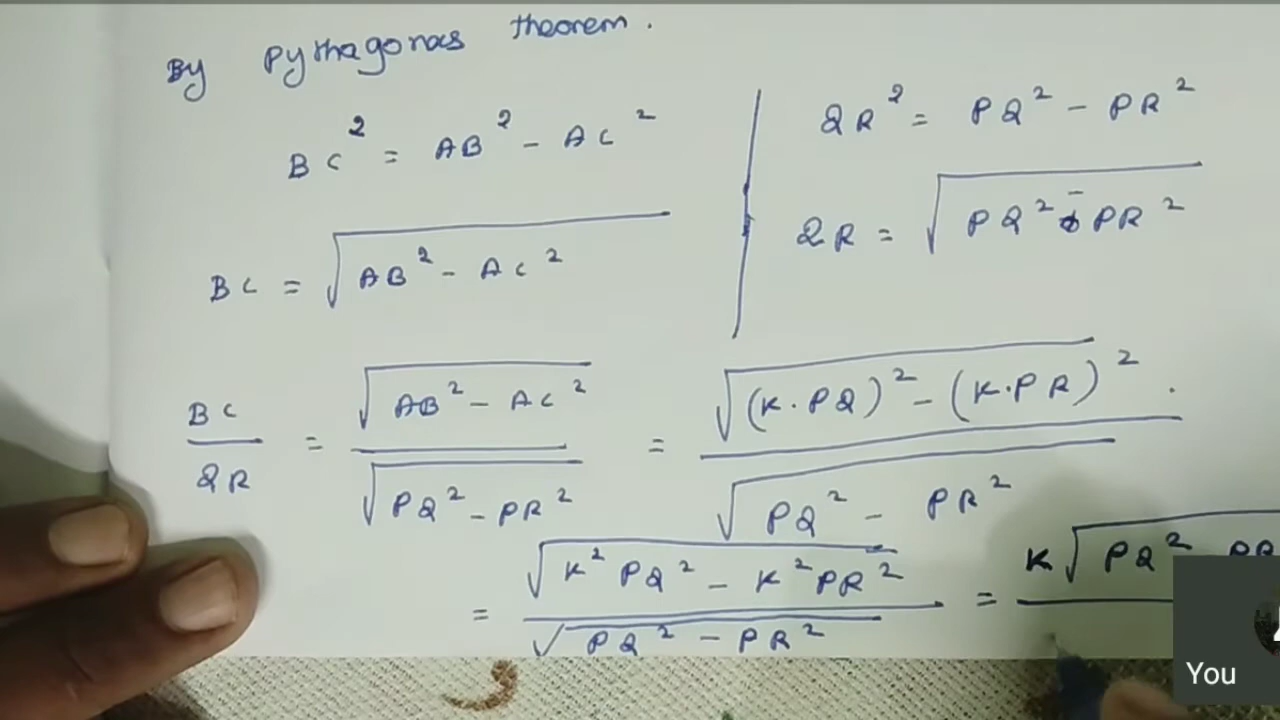 By Pythagoras theorem.
BC² = AB² - AC²
BC = √(AB² - AC²)
QR² = PQ² - PR²
QR = √(PQ² - PR²)
BC/QR = √(AB² - AC²)/√(PQ² - PR²) = √((K·PQ)² - (K·PR)²)/√(PQ² - PR²)
= √(K²PQ² - K²PR²)/√(PQ² - PR²) = K√(PQ² PR
You